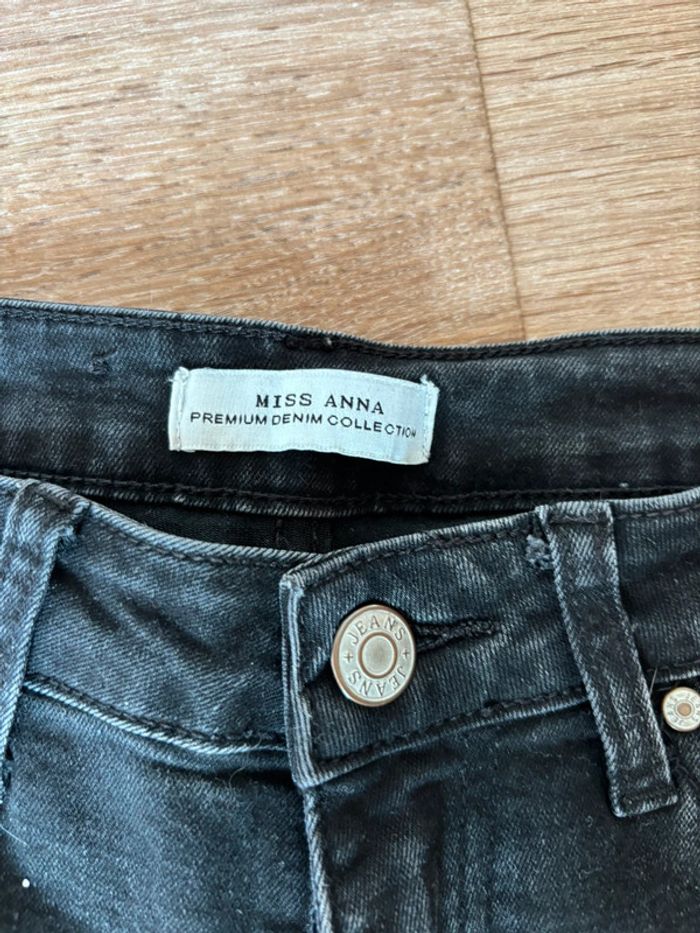 MISS ANNA
PREMIUM DENIM COLLECTION
JEANS + JEANS +